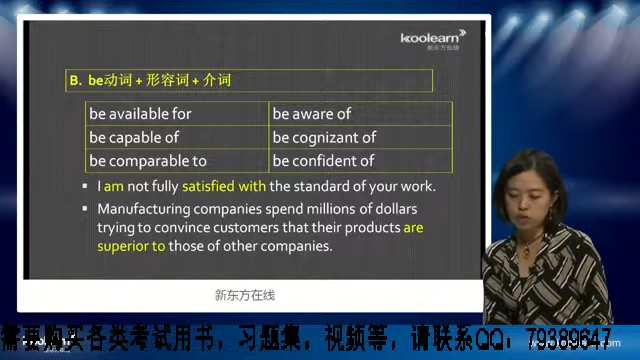 koolearn
新东方在线
B. be动词 + 形容词 + 介词
be available for
be aware of
be capable of
be cognizant of
be comparable to
be confident of
▪ I am not fully satisfied with the standard of your work.
▪ Manufacturing companies spend millions of dollars
trying to convince customers that their products are
superior to those of other companies.
新东方在线
需要购买各类考试用书，习题集，视频等，请联系QQ：79389647